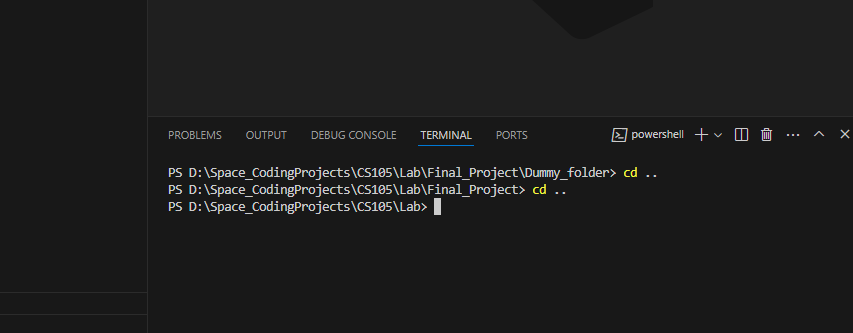 PROBLEMS OUTPUT DEBUG CONSOLE TERMINAL PORTS powershell
PS D:\Space_CodingProjects\CS105\Lab\Final_Project\Dummy_folder> cd ..
PS D:\Space_CodingProjects\CS105\Lab\Final_Project> cd ..
PS D:\Space_CodingProjects\CS105\Lab>